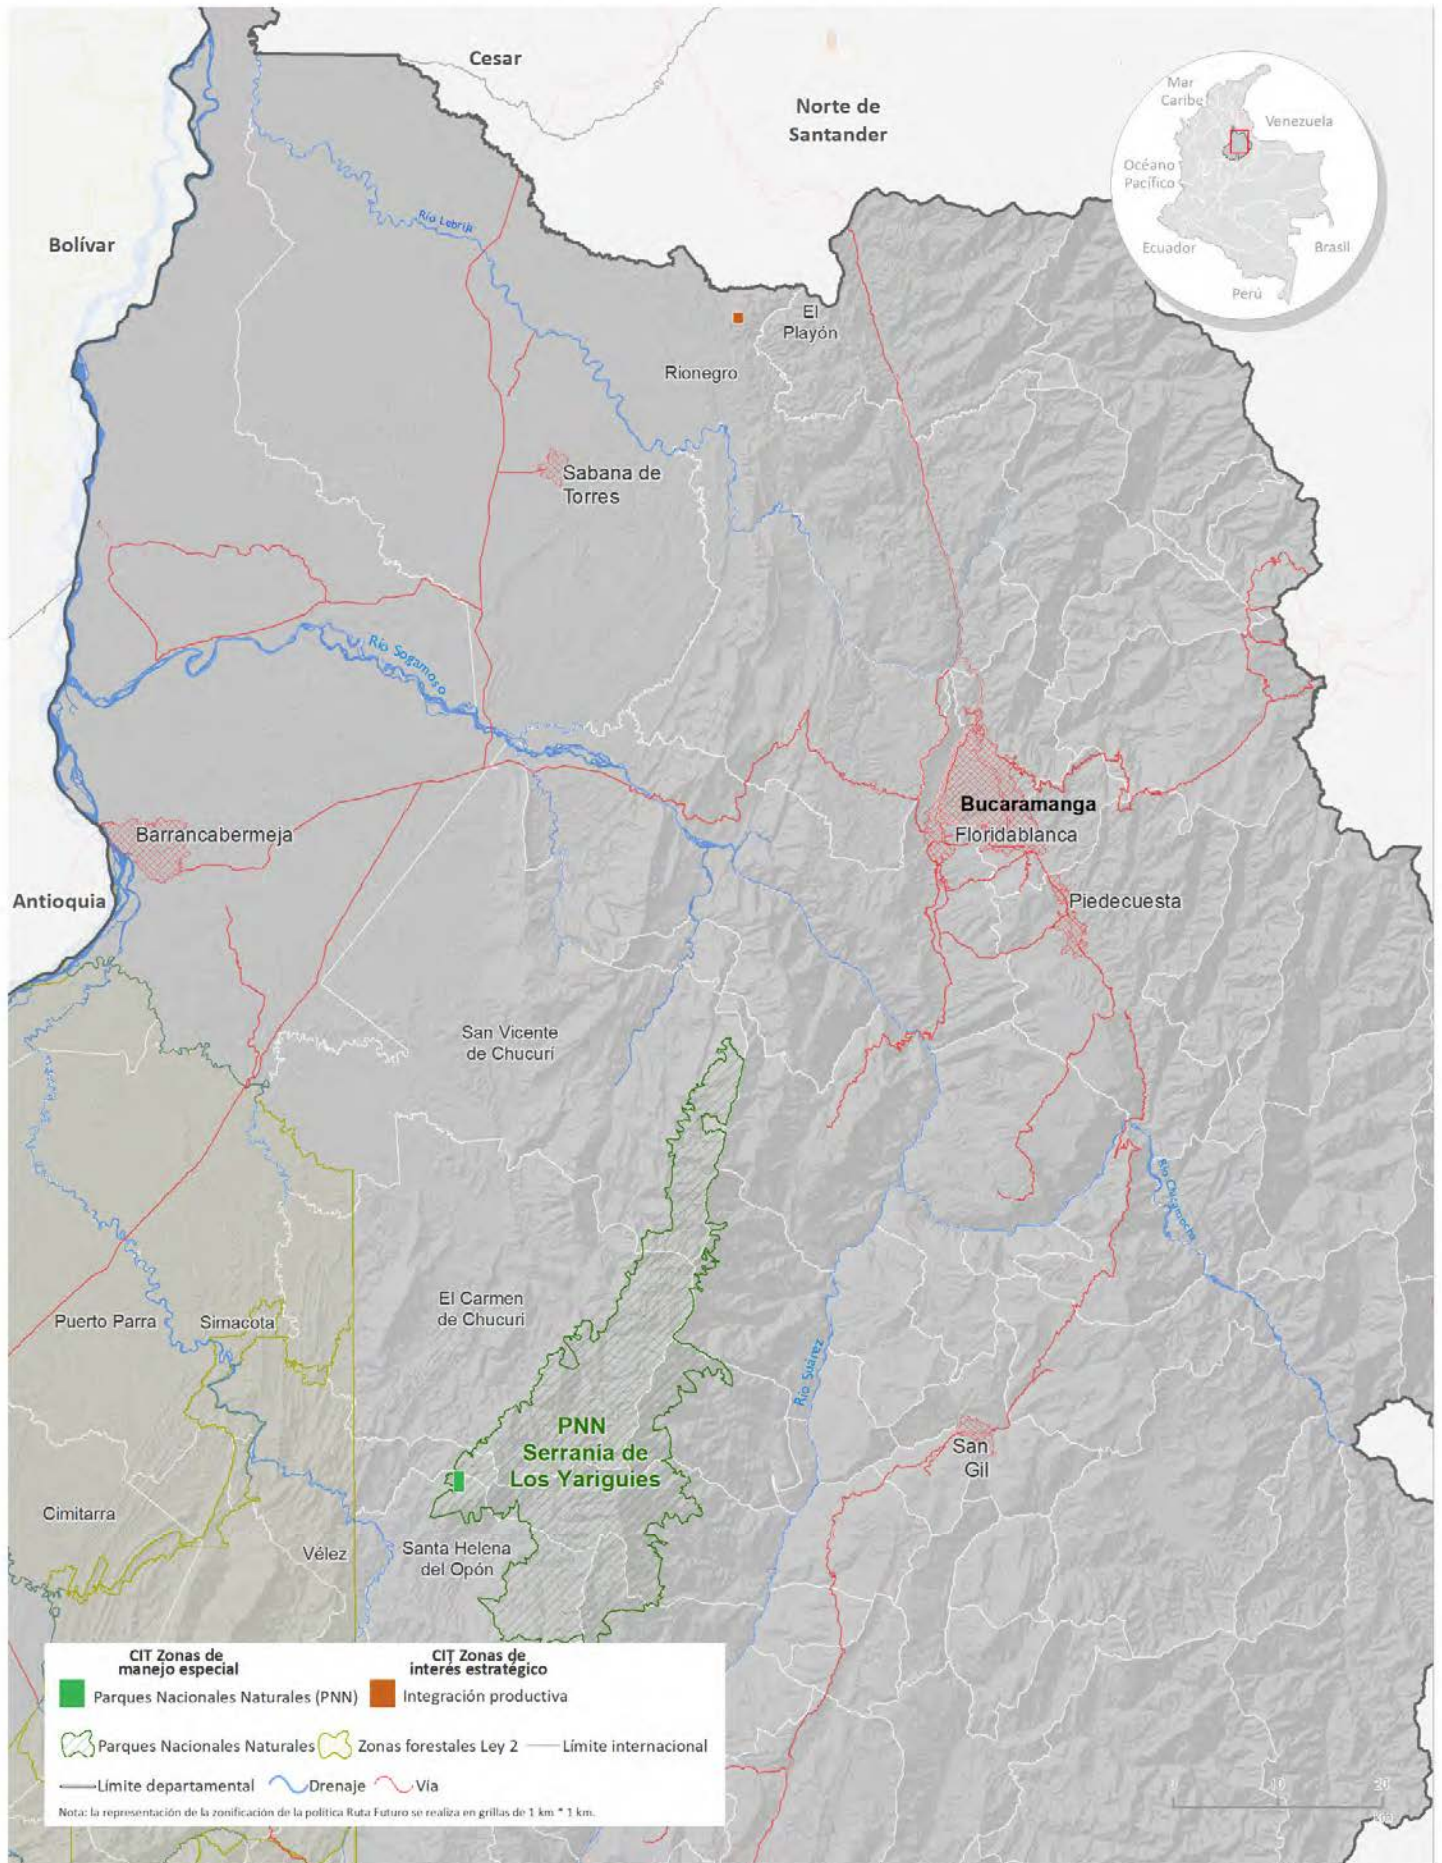 Cesar
Norte de
Santander
Mar
Caribe
Venezuela
Océano
Pacífico
Ecuador
Brasil
Perú
Bolívar
Río Lebrija
El
Playón
Rionegro
Sabana de
Torres
Río Sogamoso
Bucaramanga
Floridablanca
Barrancabermeja
Antioquia
Piedecuesta
San Vicente
de Chucuri
Río Chicamocha
El Carmen
de Chucuri
Puerto Parra
Simacota
Río Suárez
PNN
Serranía de
Los Yariguies
San
Gil
Cimitarra
Vélez
Santa Helena
del Opón
CIT Zonas de
manejo especial
CIT Zonas de
interés estratégico
Parques Nacionales Naturales (PNN)
Integración productiva
Parques Nacionales Naturales
Zonas forestales Ley 2
Límite internacional
Límite departamental
Drenaje
Vía
Nota: la representación de la zonificación de la política Ruta Futuro se realiza en grillas de 1 km * 1 km.
0 10 20
km